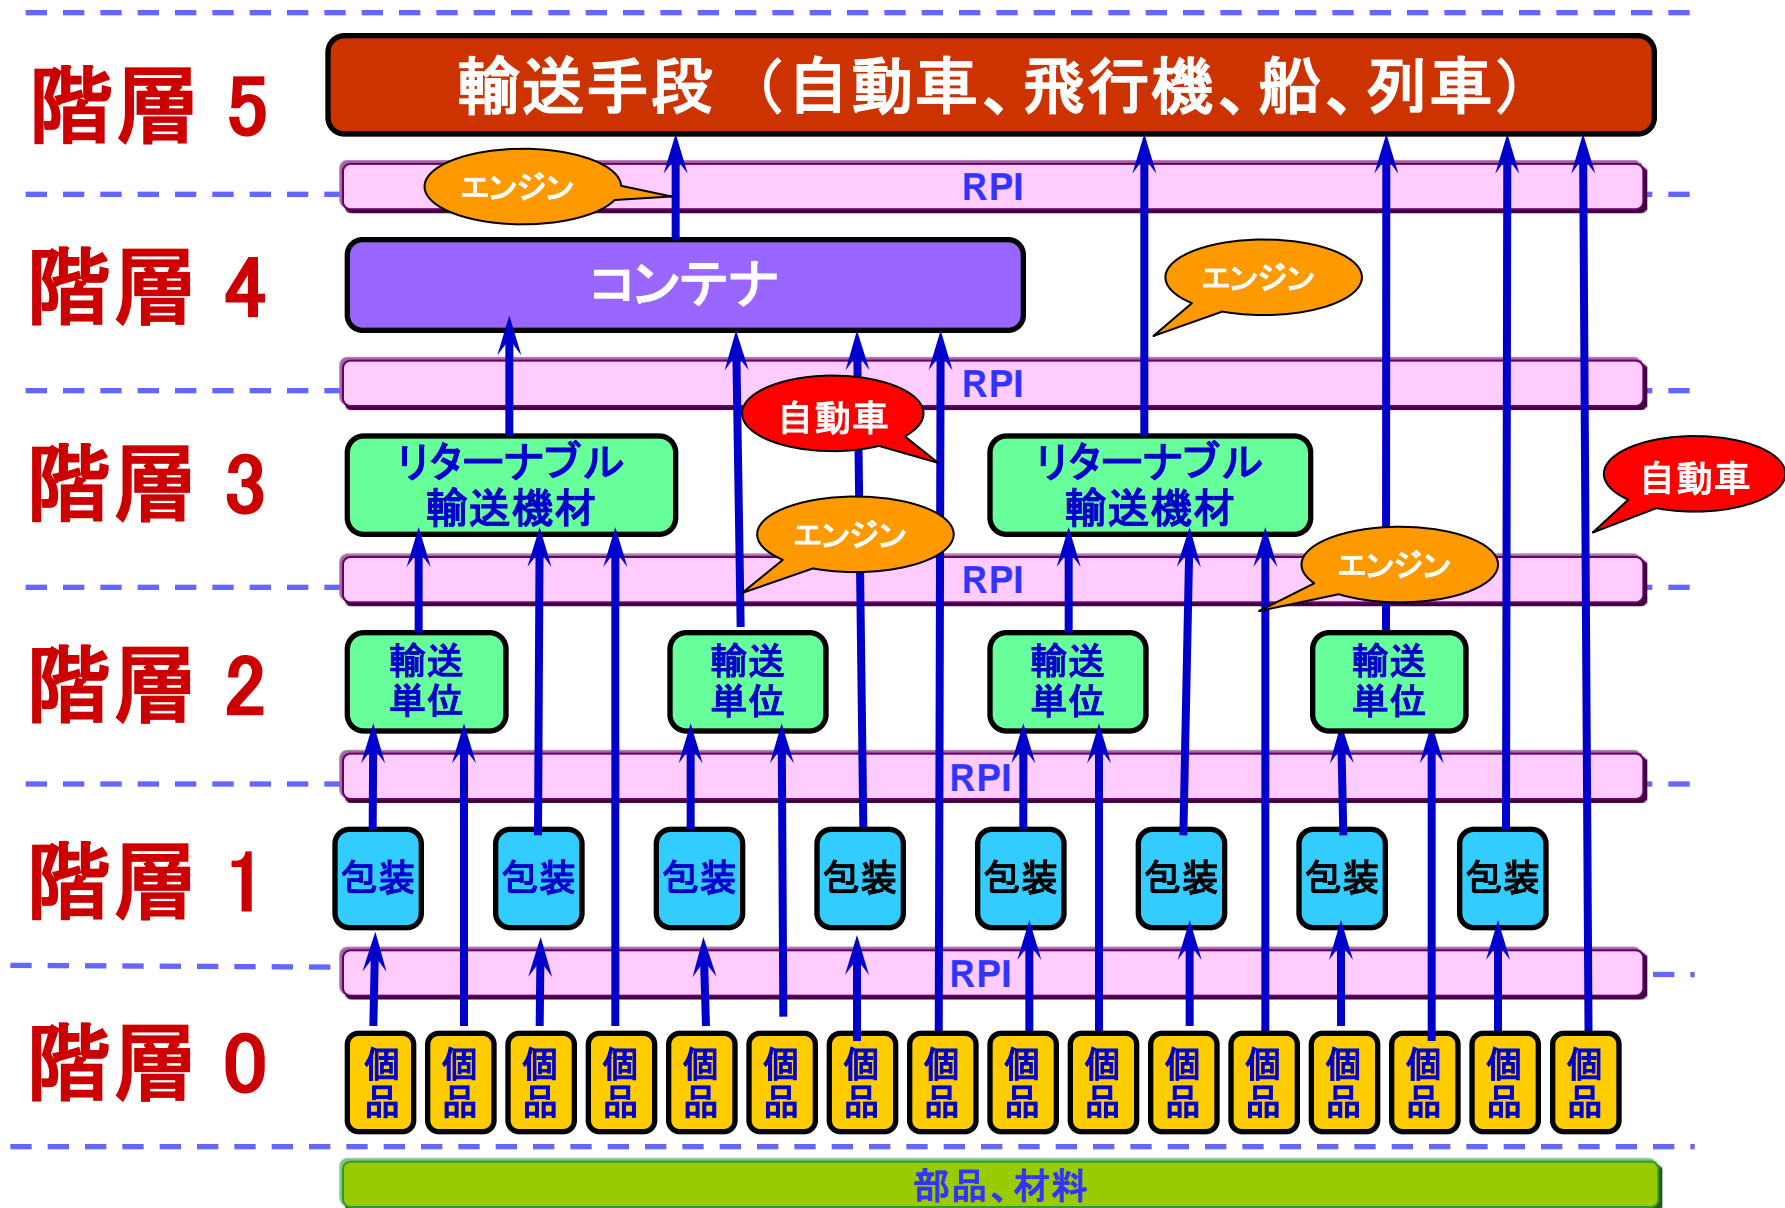 階層 5
輸送手段 （自動車、飛行機、船、列車）
エンジン
RPI
階層 4
コンテナ
エンジン
RPI
自動車
階層 3
リターナブル
輸送機材
リターナブル
輸送機材
自動車
エンジン
エンジン
RPI
階層 2
輸送
単位
輸送
単位
輸送
単位
輸送
単位
RPI
階層 1
包装
包装
包装
包装
包装
包装
包装
包装
RPI
階層 0
個
品
個
品
個
品
個
品
個
品
個
品
個
品
個
品
個
品
個
品
個
品
個
品
個
品
個
品
個
品
個
品
部品、材料